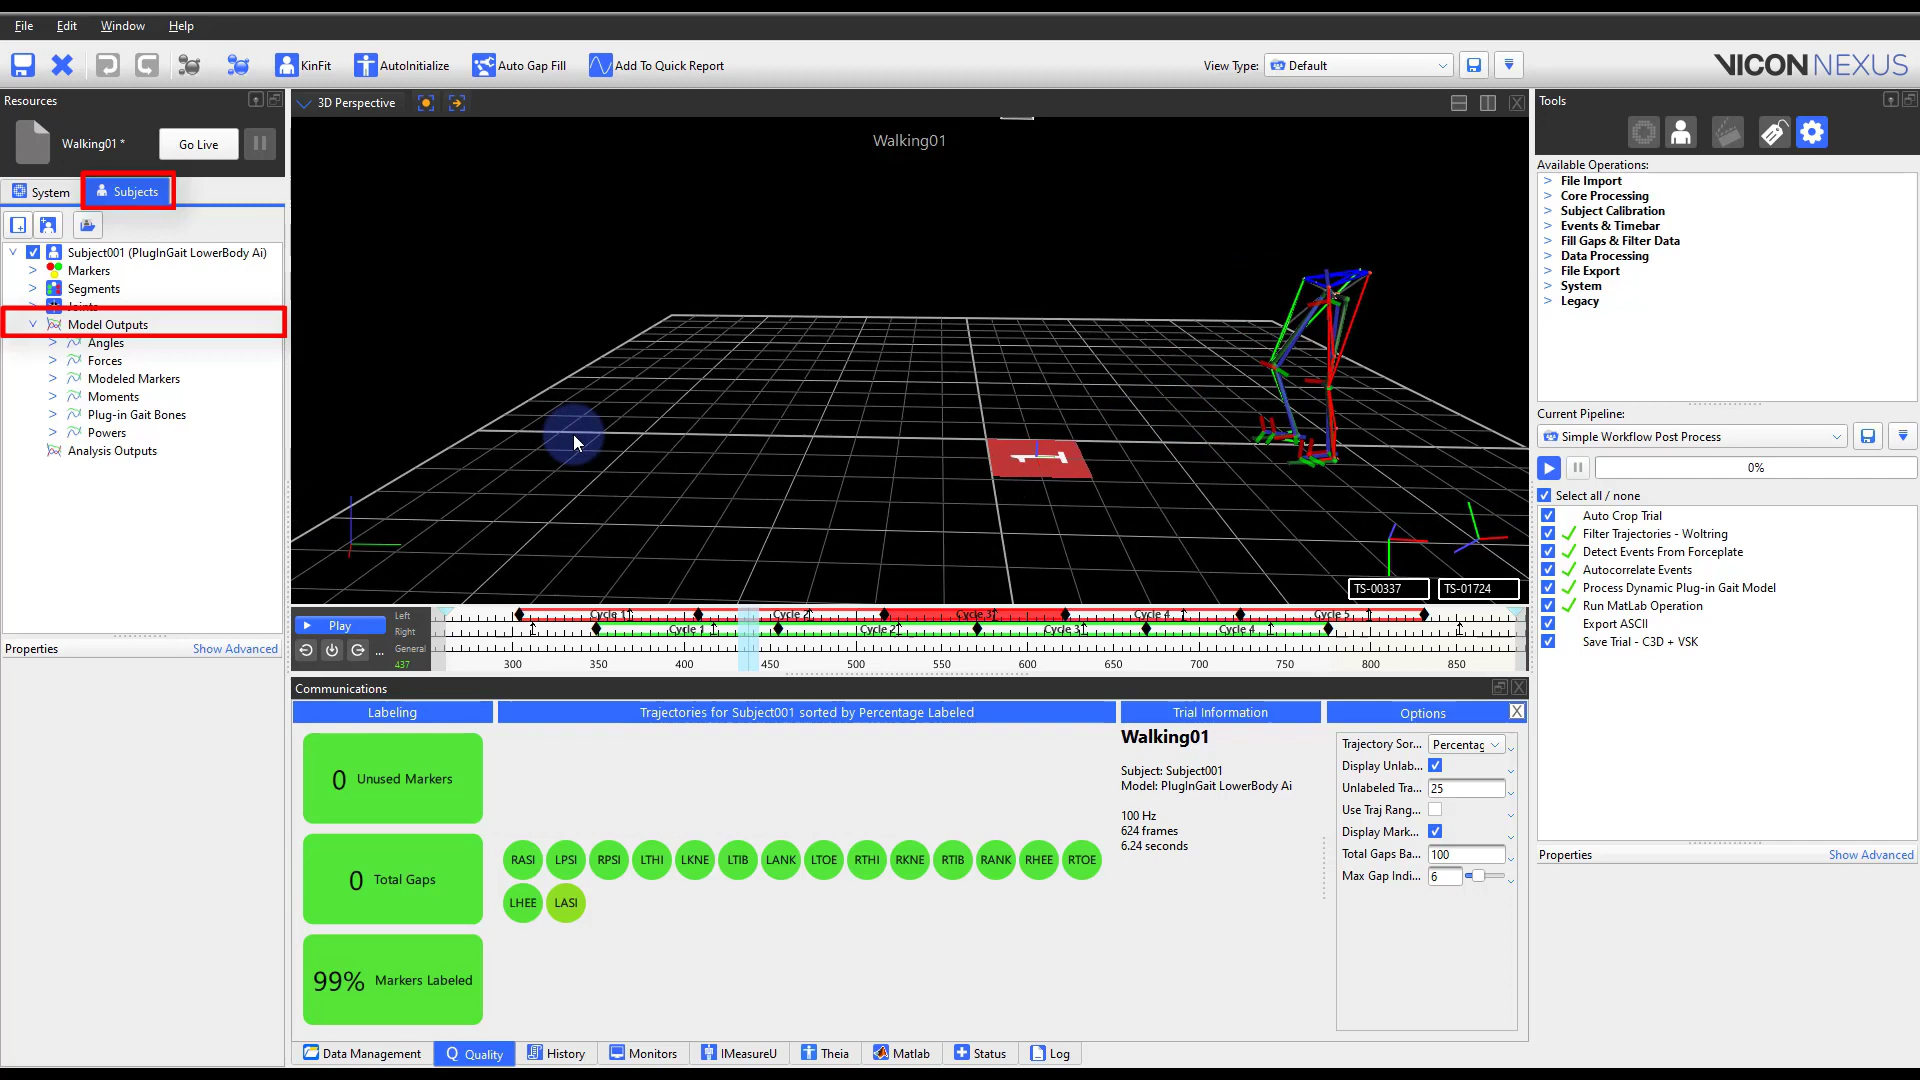 File Edit Window Help
KinFit AutoInitialize Auto Gap Fill Add To Quick Report View Type: Default VICON NEXUS
Resources
Walking01 * Go Live
System Subjects
Subject001 (PlugInGait LowerBody Ai)
Markers
Segments
Joints
Model Outputs
Angles
Forces
Modeled Markers
Moments
Plug-in Gait Bones
Powers
Analysis Outputs
Properties Show Advanced
3D Perspective
Walking01
1
TS-00337 TS-01724
Play
Left
Right
General
437
...
Cycle 1 Cycle 2 Cycle 3 Cycle 4 Cycle 5
Cycle 1 Cycle 2 Cycle 3 Cycle 4
300 350 400 450 500 550 600 650 700 750 800 850
Communications
Labeling
0 Unused Markers
0 Total Gaps
99% Markers Labeled
Trajectories for Subject001 sorted by Percentage Labeled
RASI LPSI RPSI LTHI LKNE LTIB LANK LTOE RTHI RKNE RTIB RANK RHEE RTOE
LHEE LASI
Trial Information
Walking01
Subject: Subject001
Model: PlugInGait LowerBody Ai
100 Hz
624 frames
6.24 seconds
Options X
Trajectory Sor... Percentag
Display Unlab...
Unlabeled Tra... 25
Use Traj Rang...
Display Mark...
Total Gaps Ba... 100
Max Gap Indi... 6
Data Management Quality History Monitors IMeasureU Theia Matlab Status Log
Tools
Available Operations:
File Import
Core Processing
Subject Calibration
Events & Timebar
Fill Gaps & Filter Data
Data Processing
File Export
System
Legacy
Current Pipeline:
Simple Workflow Post Process
0%
Select all / none
Auto Crop Trial
Filter Trajectories - Woltring
Detect Events From Forceplate
Autocorrelate Events
Process Dynamic Plug-in Gait Model
Run MatLab Operation
Export ASCII
Save Trial - C3D + VSK
Properties Show Advanced